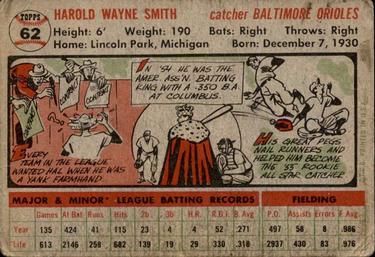 TOPPS
62
HAROLD WAYNE SMITH catcher BALTIMORE ORIOLES
Height: 6' Weight: 190 Bats: Right Throws: Right
Home: Lincoln Park, Michigan Born: December 7, 1930
CONTRACT
CONTRACT
EVERY
TEAM IN THE LEAGUE
WANTED HAL WHEN HE WAS
A YANK FARMHAND.
IN '54 HE WAS THE
AMER. ASS'N. BATTING
KING WITH A .350 B.A
AT COLUMBUS.
HIS GREAT PEGS
NAIL RUNNERS AND
HELPED HIM BECOME
THE '55 ROOKIE
ALL STAR CATCHER
MAJOR & MINOR LEAGUE BATTING RECORDS FIELDING
Games At Bat Runs Hits 2b 3b H.R. R.B.I. B. Avg. P.O. Assists Errors F. Avg.
Year 135 424 41 115 23 4 4 52 .271 497 58 8 .986
Life 613 2146 258 682 139 19 29 330 .318 2937 430 83 .976